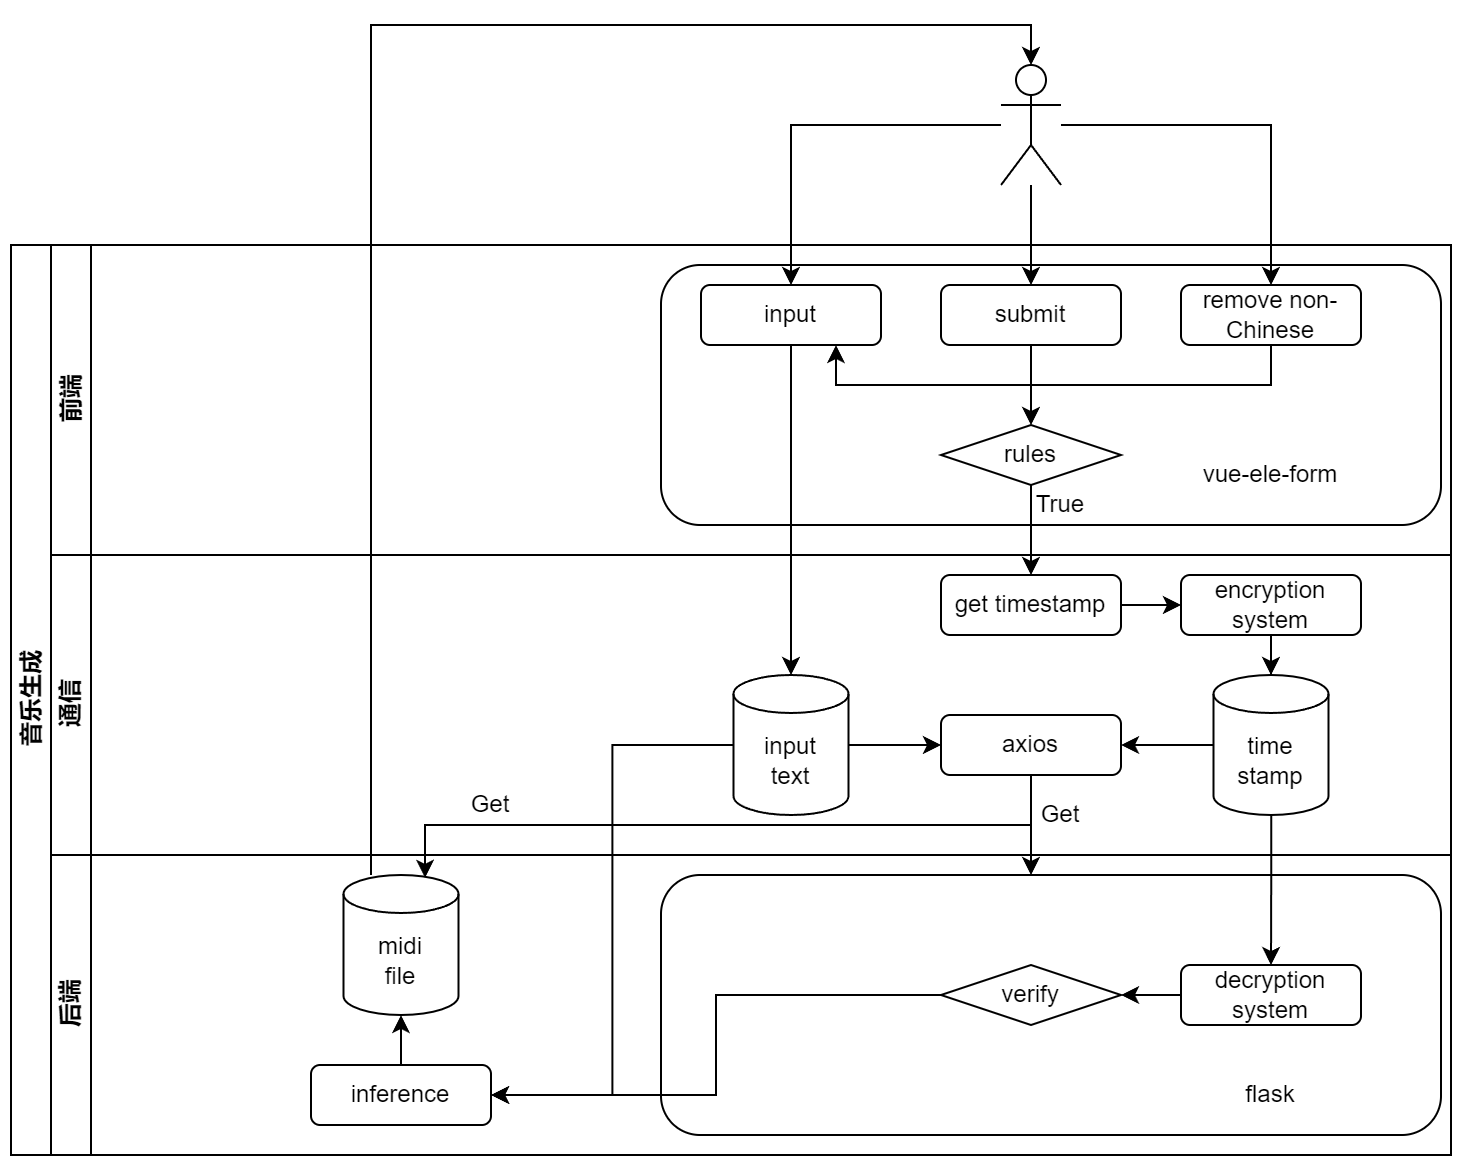 音乐生成
前端
input
submit
remove non-
Chinese
rules
vue-ele-form
True
通信
get timestamp
encryption
system
input
text
axios
time
stamp
Get
Get
后端
midi
file
verify
decryption
system
inference
flask